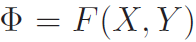 Φ = F(X, Y)